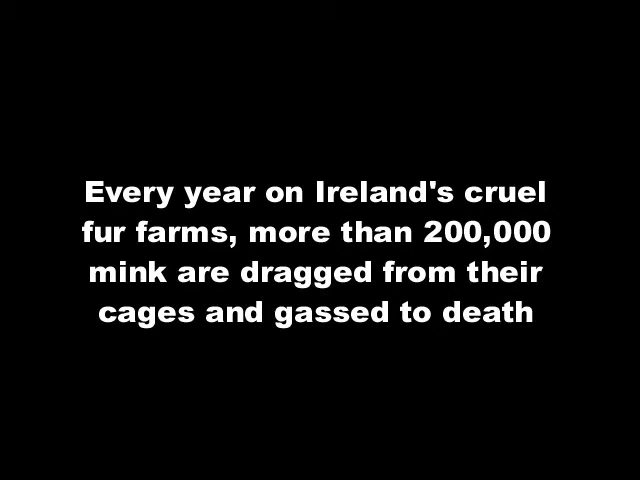 Every year on Ireland's cruel
fur farms, more than 200,000
mink are dragged from their
cages and gassed to death